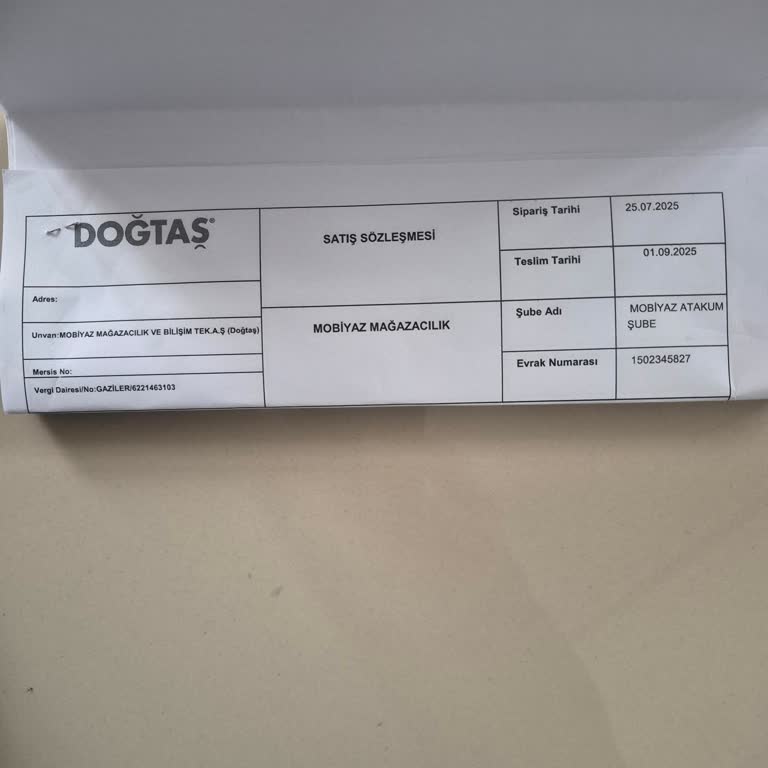 DOĞTAŞ®
Adres:
Unvan:MOBİYAZ MAĞAZACILIK VE BİLİŞİM TEK.A.Ş (Doğtaş)
Mersis No:
Vergi Dairesi/No:GAZİLER/6221463103
SATIŞ SÖZLEŞMESİ
MOBİYAZ MAĞAZACILIK
Sipariş Tarihi 25.07.2025
Teslim Tarihi 01.09.2025
Şube Adı MOBİYAZ ATAKUM
ŞUBE
Evrak Numarası 1502345827